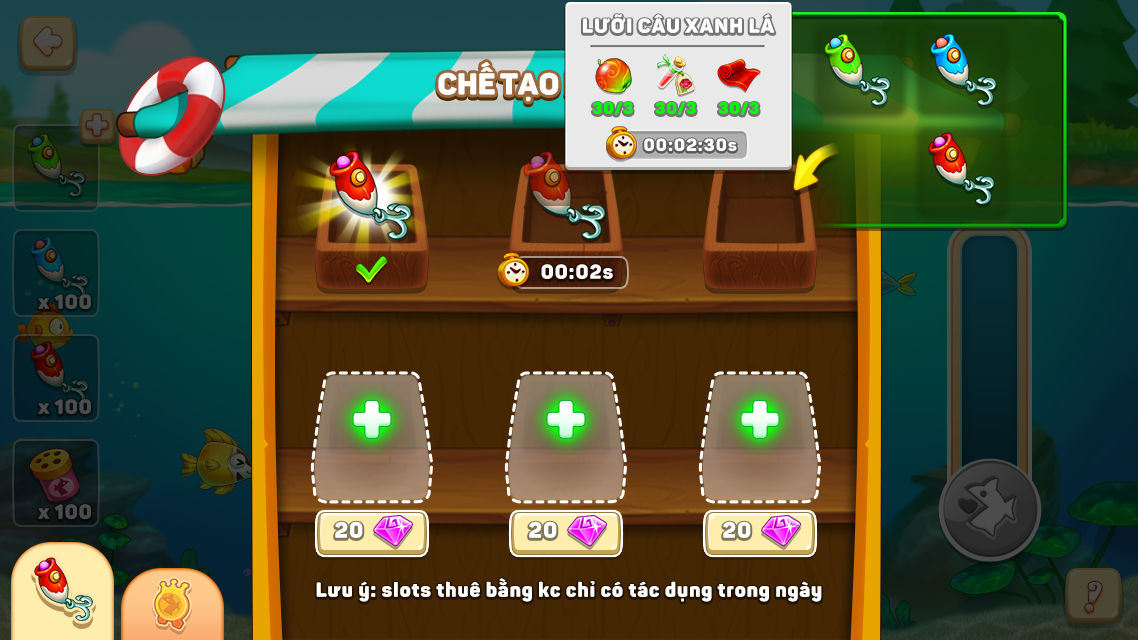 LƯỠI CÂU XANH LÁ
30/3 30/3 30/3
00:02:30s
CHẾ TẠO
00:02s
x 100
x 100
x 100
20 20 20
Lưu ý: slots thuê bằng kc chỉ có tác dụng trong ngày